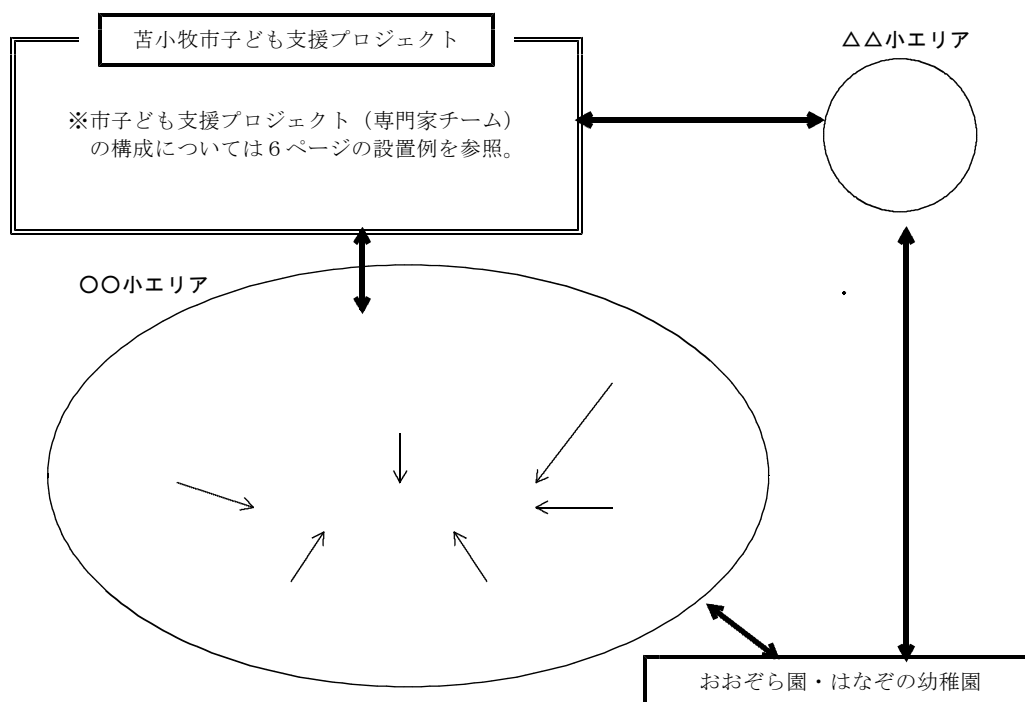 苫小牧市子ども支援プロジェクト
△△小エリア
※市子ども支援プロジェクト（専門家チーム）
の構成については６ページの設置例を参照。
〇〇小エリア
おおぞら園・はなぞの幼稚園